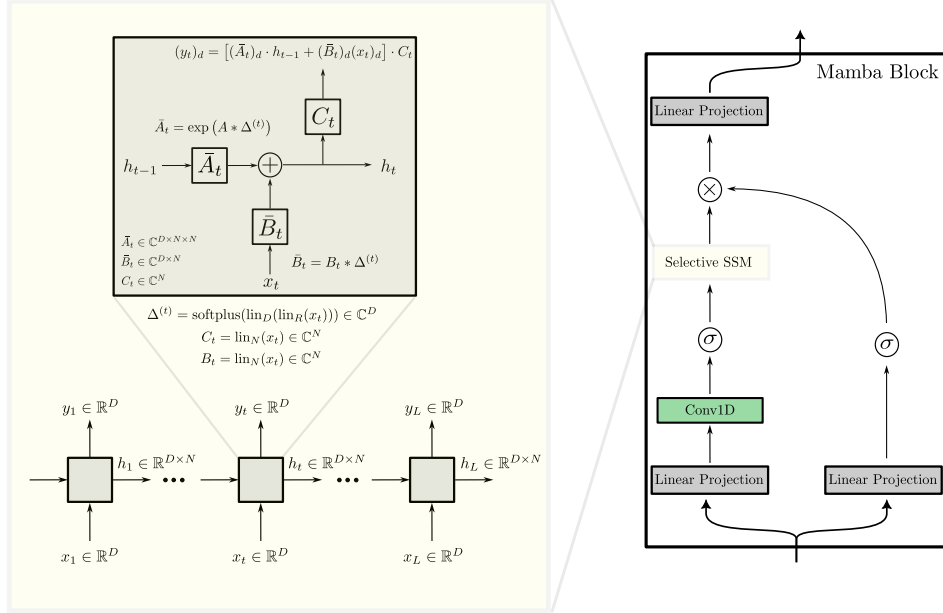 (y_t)_d = [(Ā_t)_d · h_{t−1} + (B̄_t)_d(x_t)_d] · C_t
C_t
Ā_t = exp (A ∗ Δ^{(t)})
h_{t−1} Ā_t + h_t
B̄_t
Ā_t ∈ ℂ^{D×N×N}
B̄_t ∈ ℂ^{D×N}
C_t ∈ ℂ^N
B̄_t = B_t ∗ Δ^{(t)}
x_t
Δ^{(t)} = softplus(lin_D(lin_R(x_t))) ∈ ℂ^D
C_t = lin_N(x_t) ∈ ℂ^N
B_t = lin_N(x_t) ∈ ℂ^N
y_1 ∈ ℝ^D y_t ∈ ℝ^D y_L ∈ ℝ^D
h_1 ∈ ℝ^{D×N} ••• h_t ∈ ℝ^{D×N} ••• h_L ∈ ℝ^{D×N}
x_1 ∈ ℝ^D x_t ∈ ℝ^D x_L ∈ ℝ^D
Mamba Block
Linear Projection
×
Selective SSM
σ σ
Conv1D
Linear Projection Linear Projection